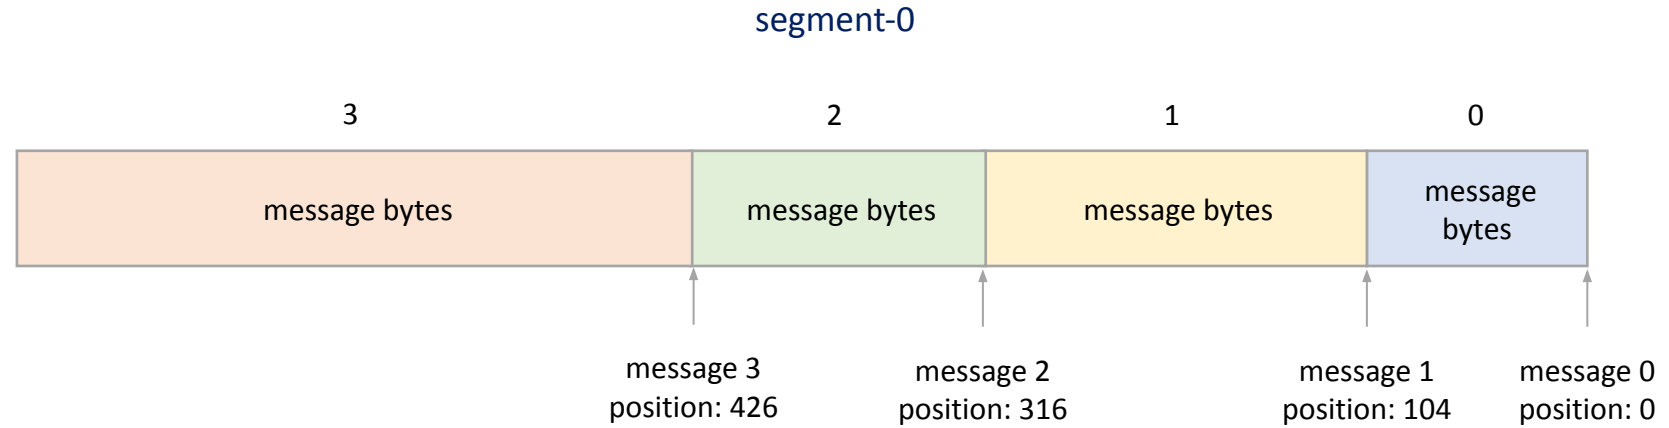 segment-0
3
2
1
0
message bytes
message bytes
message bytes
message
bytes
message 3
position: 426
message 2
position: 316
message 1
position: 104
message 0
position: 0